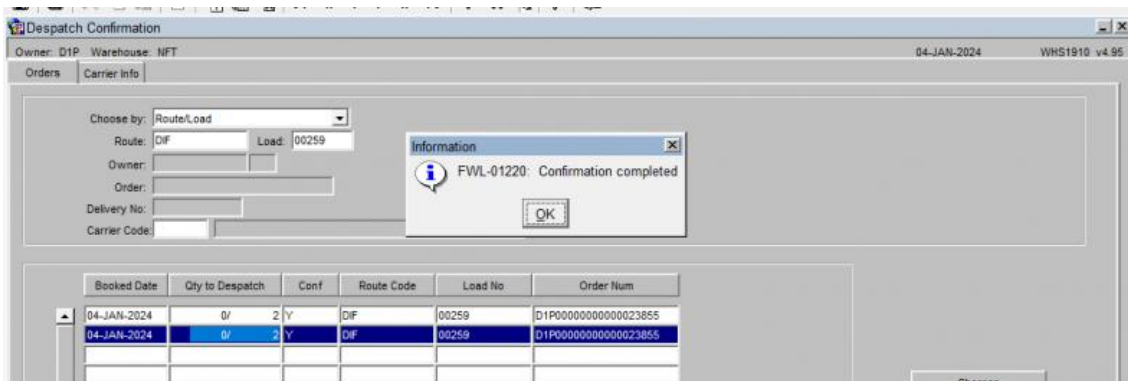 Despatch Confirmation
Owner: D1P Warehouse: NFT 04-JAN-2024 WHS1910 v4.95
Orders Carrier Info
Choose by: Route/Load
Route: DIF Load: 00259
Owner:
Order:
Delivery No:
Carrier Code:
Information
FWL-01220: Confirmation completed
OK
Booked Date Qty to Despatch Conf Route Code Load No Order Num
04-JAN-2024 0/ 2 Y DIF 00259 D1P00000000000023855
04-JAN-2024 0/ 2 Y DIF 00259 D1P00000000000023855